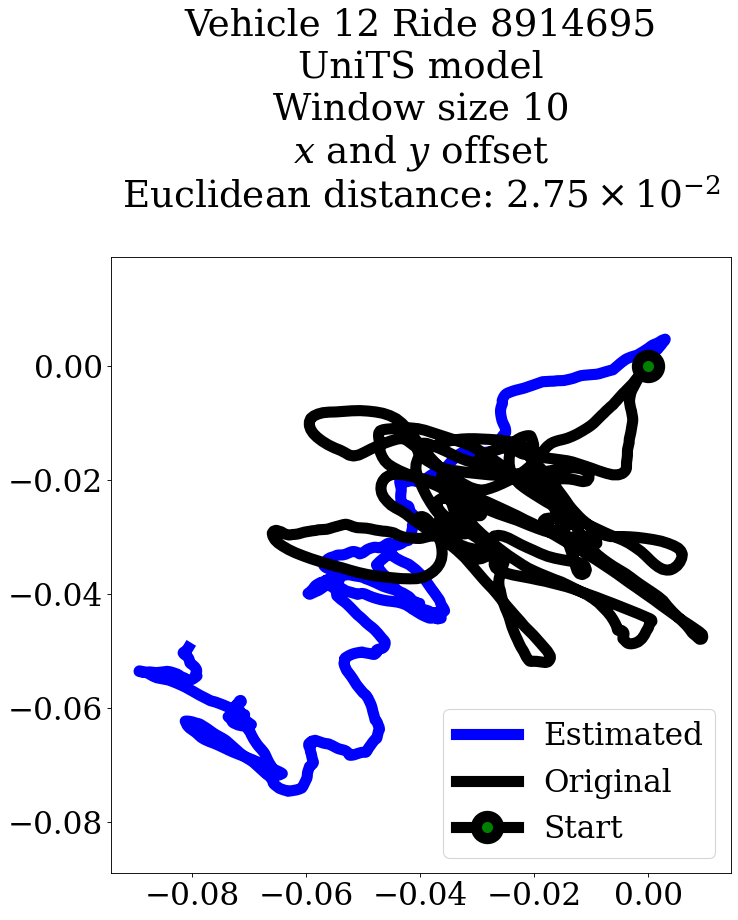 Vehicle 12 Ride 8914695
UniTS model
Window size 10
x and y offset
Euclidean distance: 2.75 × 10⁻²
0.00
−0.02
−0.04
−0.06
−0.08
Estimated
Original
Start
−0.08 −0.06 −0.04 −0.02 0.00